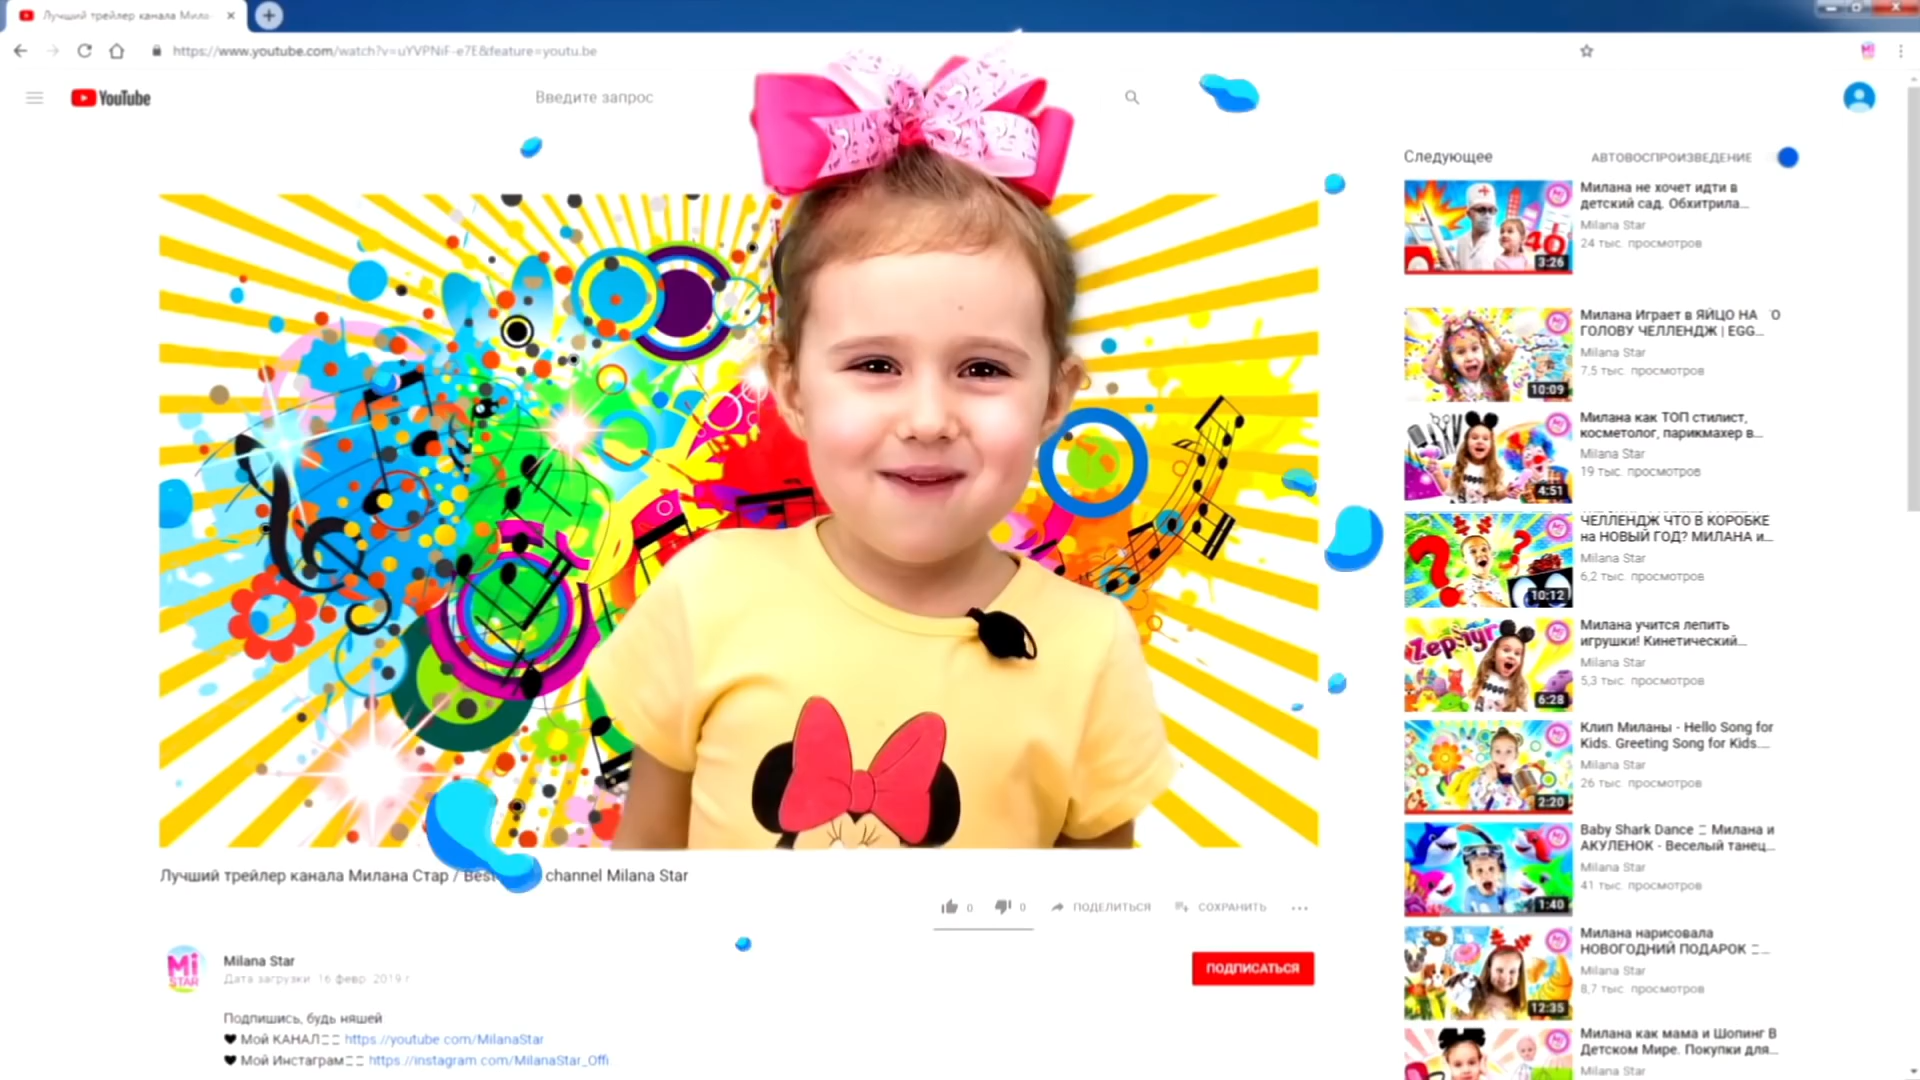 Лучший трейлер канала Мила
https://www.youtube.com/watch?v=uYVPNiF-e7E&feature=youtu.be
YouTube
Введите запрос
Следующее
АВТОВОСПРОИЗВЕДЕНИЕ
Милана не хочет идти в
детский сад. Обхитрила...
Milana Star
24 тыс. просмотров
3:26
Милана Играет в ЯЙЦО НА
ГОЛОВУ ЧЕЛЛЕНДЖ | EGG...
Milana Star
7,5 тыс. просмотров
10:09
Милана как ТОП стилист,
косметолог, парикмахер в...
Milana Star
19 тыс. просмотров
4:51
ЧЕЛЛЕНДЖ ЧТО В КОРОБКЕ
на НОВЫЙ ГОД? МИЛАНА и...
Milana Star
6,2 тыс. просмотров
10:12
Милана учится лепить
игрушки! Кинетический...
Milana Star
5,3 тыс. просмотров
Zephyr
6:28
Клип Миланы - Hello Song for
Kids. Greeting Song for Kids....
Milana Star
26 тыс. просмотров
2:20
Baby Shark Dance Милана и
АКУЛЕНОК - Веселый танец...
Milana Star
41 тыс. просмотров
1:40
Милана нарисовала
НОВОГОДНИЙ ПОДАРОК ...
Milana Star
8,7 тыс. просмотров
12:35
Милана как мама и Шопинг В
Детском Мире. Покупки для...
Milana Star
Лучший трейлер канала Милана Стар / Best channel Milana Star
0 0 ПОДЕЛИТЬСЯ СОХРАНИТЬ
Mi STAR
Milana Star
Дата загрузки: 16 февр. 2019 г.
ПОДПИСАТЬСЯ
Подпишись, будь няшей
♥ Мой КАНАЛ https://youtube.com/MilanaStar
♥ Мой Инстаграм https://instagram.com/MilanaStar_Offi